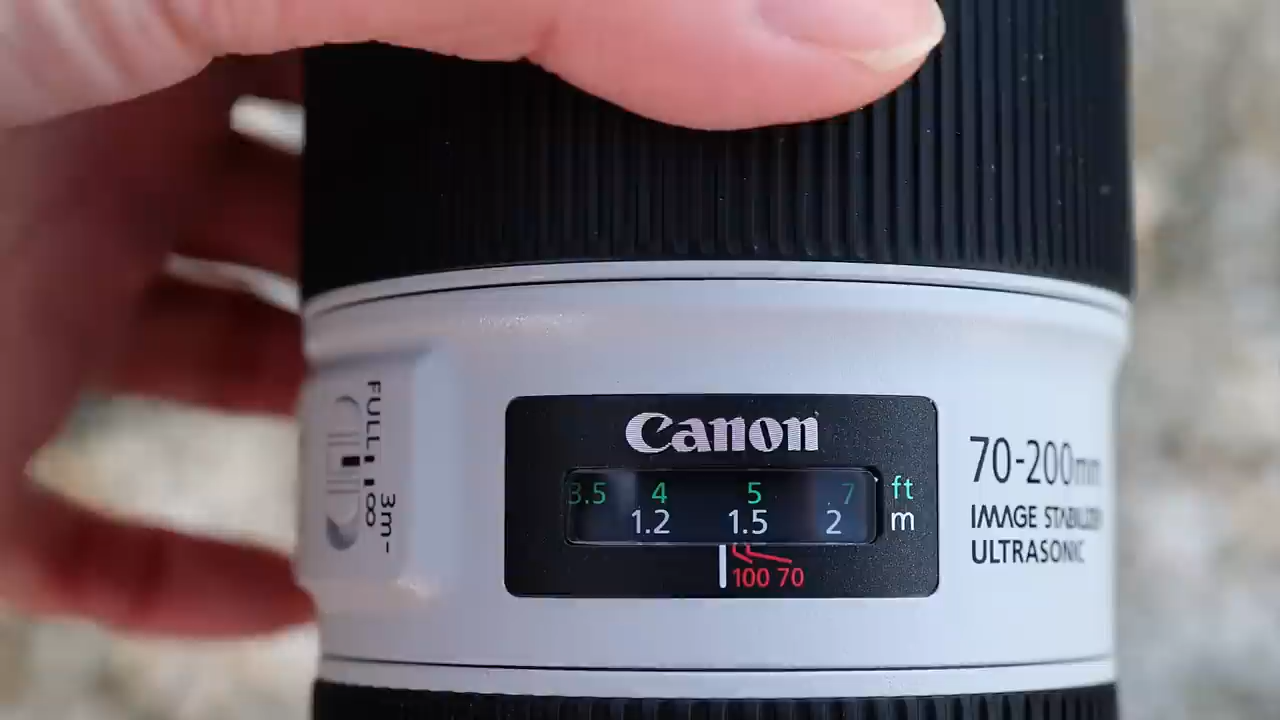 Canon
3.5 4 5 7 ft
1.2 1.5 2 m
100 70
70-200mm
IMAGE STABILIZER
ULTRASONIC
FULL
3m-∞